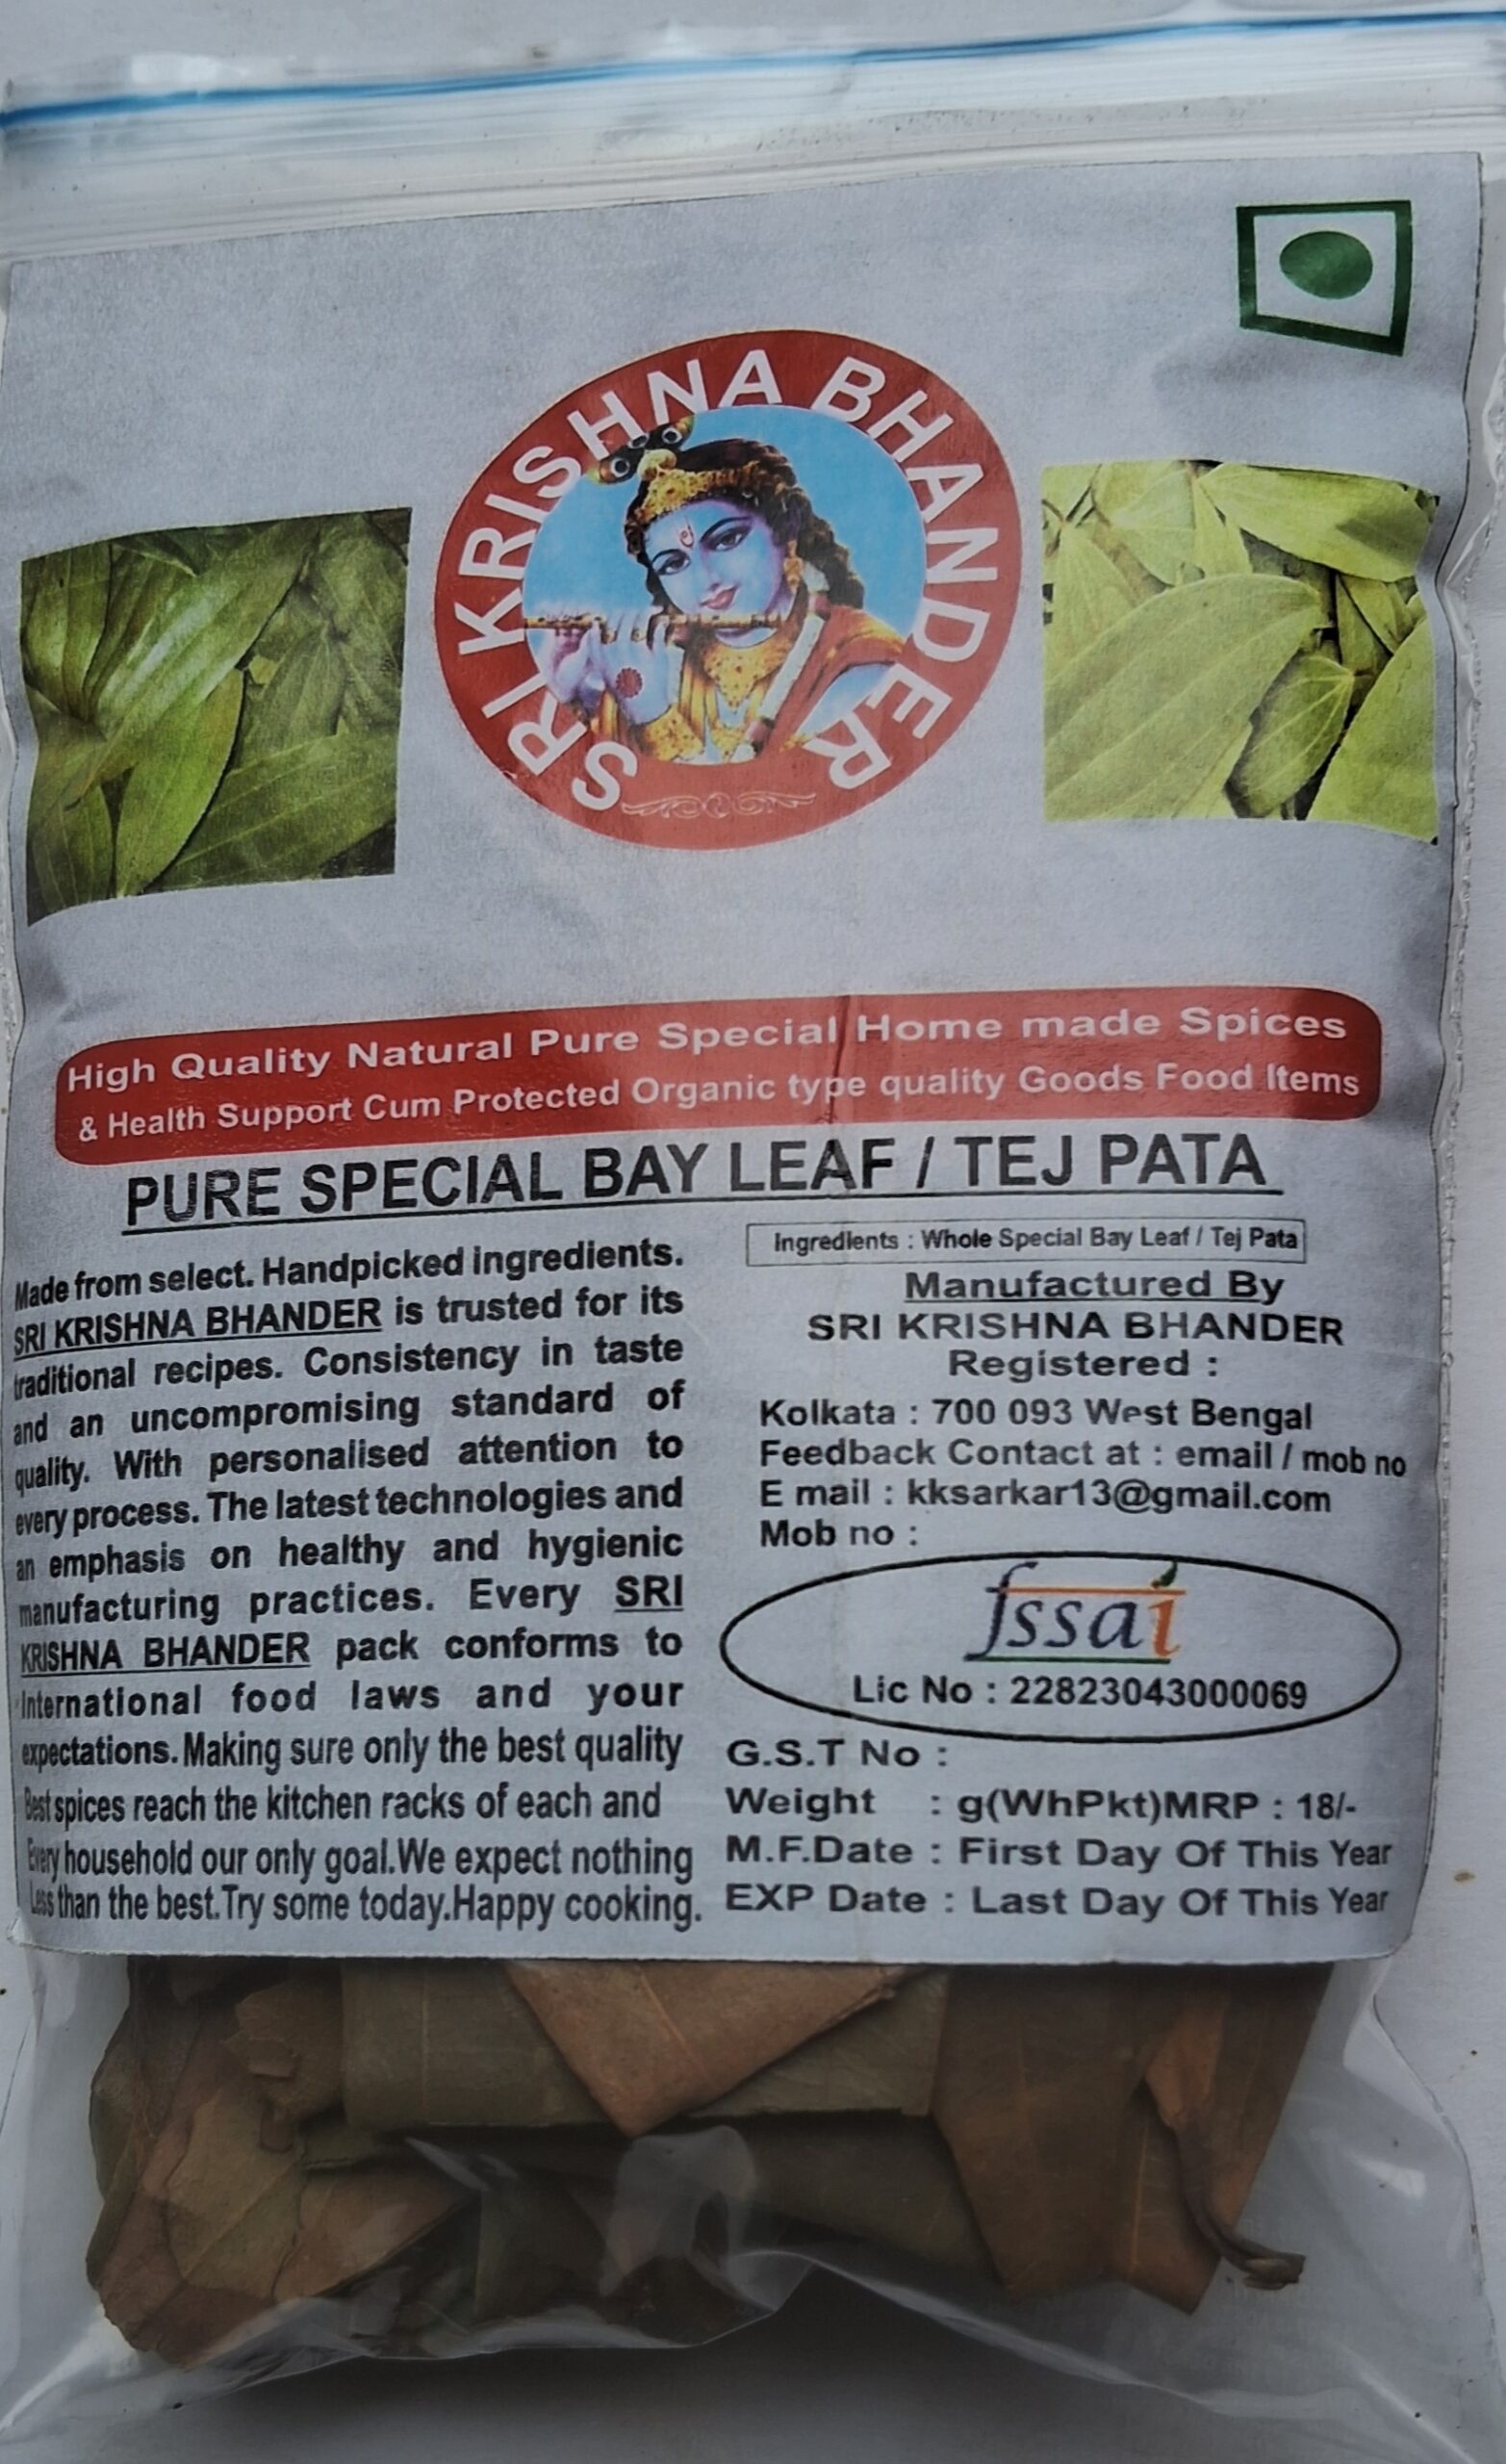 SRI KRISHNA BHANDER
High Quality Natural Pure Special Home made Spices
& Health Support Cum Protected Organic type quality Goods Food Items
PURE SPECIAL BAY LEAF / TEJ PATA
Made from select. Handpicked ingredients.
SRI KRISHNA BHANDER is trusted for its
traditional recipes. Consistency in taste
and an uncompromising standard of
quality. With personalised attention to
every process. The latest technologies and
an emphasis on healthy and hygienic
manufacturing practices. Every SRI
KRISHNA BHANDER pack conforms to
International food laws and your
expectations. Making sure only the best quality
Best spices reach the kitchen racks of each and
Every household our only goal.We expect nothing
Less than the best.Try some today.Happy cooking.
Ingredients : Whole Special Bay Leaf / Tej Pata
Manufactured By
SRI KRISHNA BHANDER
Registered :
Kolkata : 700 093 West Bengal
Feedback Contact at : email / mob no
E mail : kksarkar13@gmail.com
Mob no :
fssai
Lic No : 22823043000069
G.S.T No :
Weight : g(WhPkt)MRP : 18/-
M.F.Date : First Day Of This Year
EXP Date : Last Day Of This Year